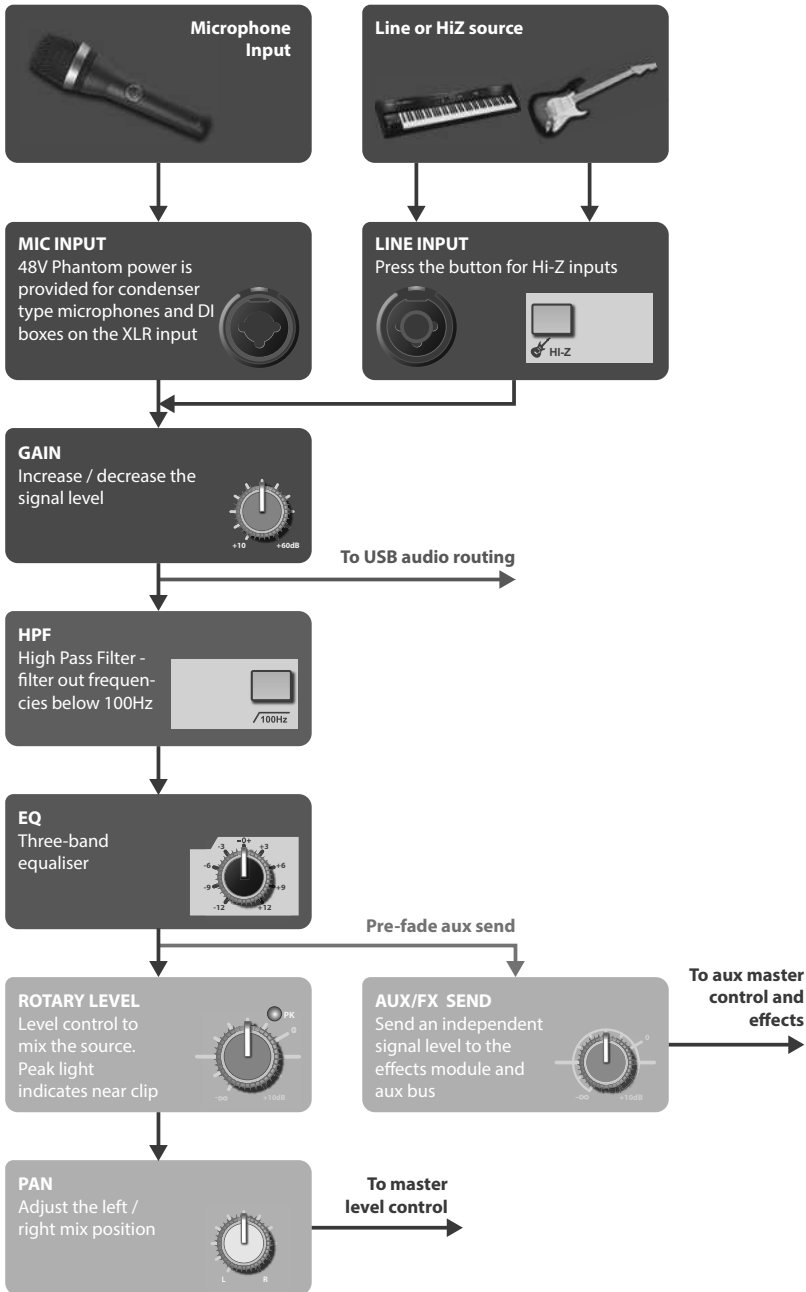 Microphone
Input
Line or HiZ source
MIC INPUT
48V Phantom power is
provided for condenser
type microphones and DI
boxes on the XLR input
LINE INPUT
Press the button for Hi-Z inputs
HI-Z
GAIN
Increase / decrease the
signal level
+10 +60dB
To USB audio routing
HPF
High Pass Filter -
filter out frequen-
cies below 100Hz
100Hz
EQ
Three-band
equaliser
-0+
-3 +3
-6 +6
-9 +9
-12 +12
Pre-fade aux send
ROTARY LEVEL
Level control to
mix the source.
Peak light
indicates near clip
PK
0
-∞ +10dB
AUX/FX SEND
Send an independent
signal level to the
effects module and
aux bus
0
-∞ +10dB
To aux master
control and
effects
PAN
Adjust the left /
right mix position
L R
To master
level control